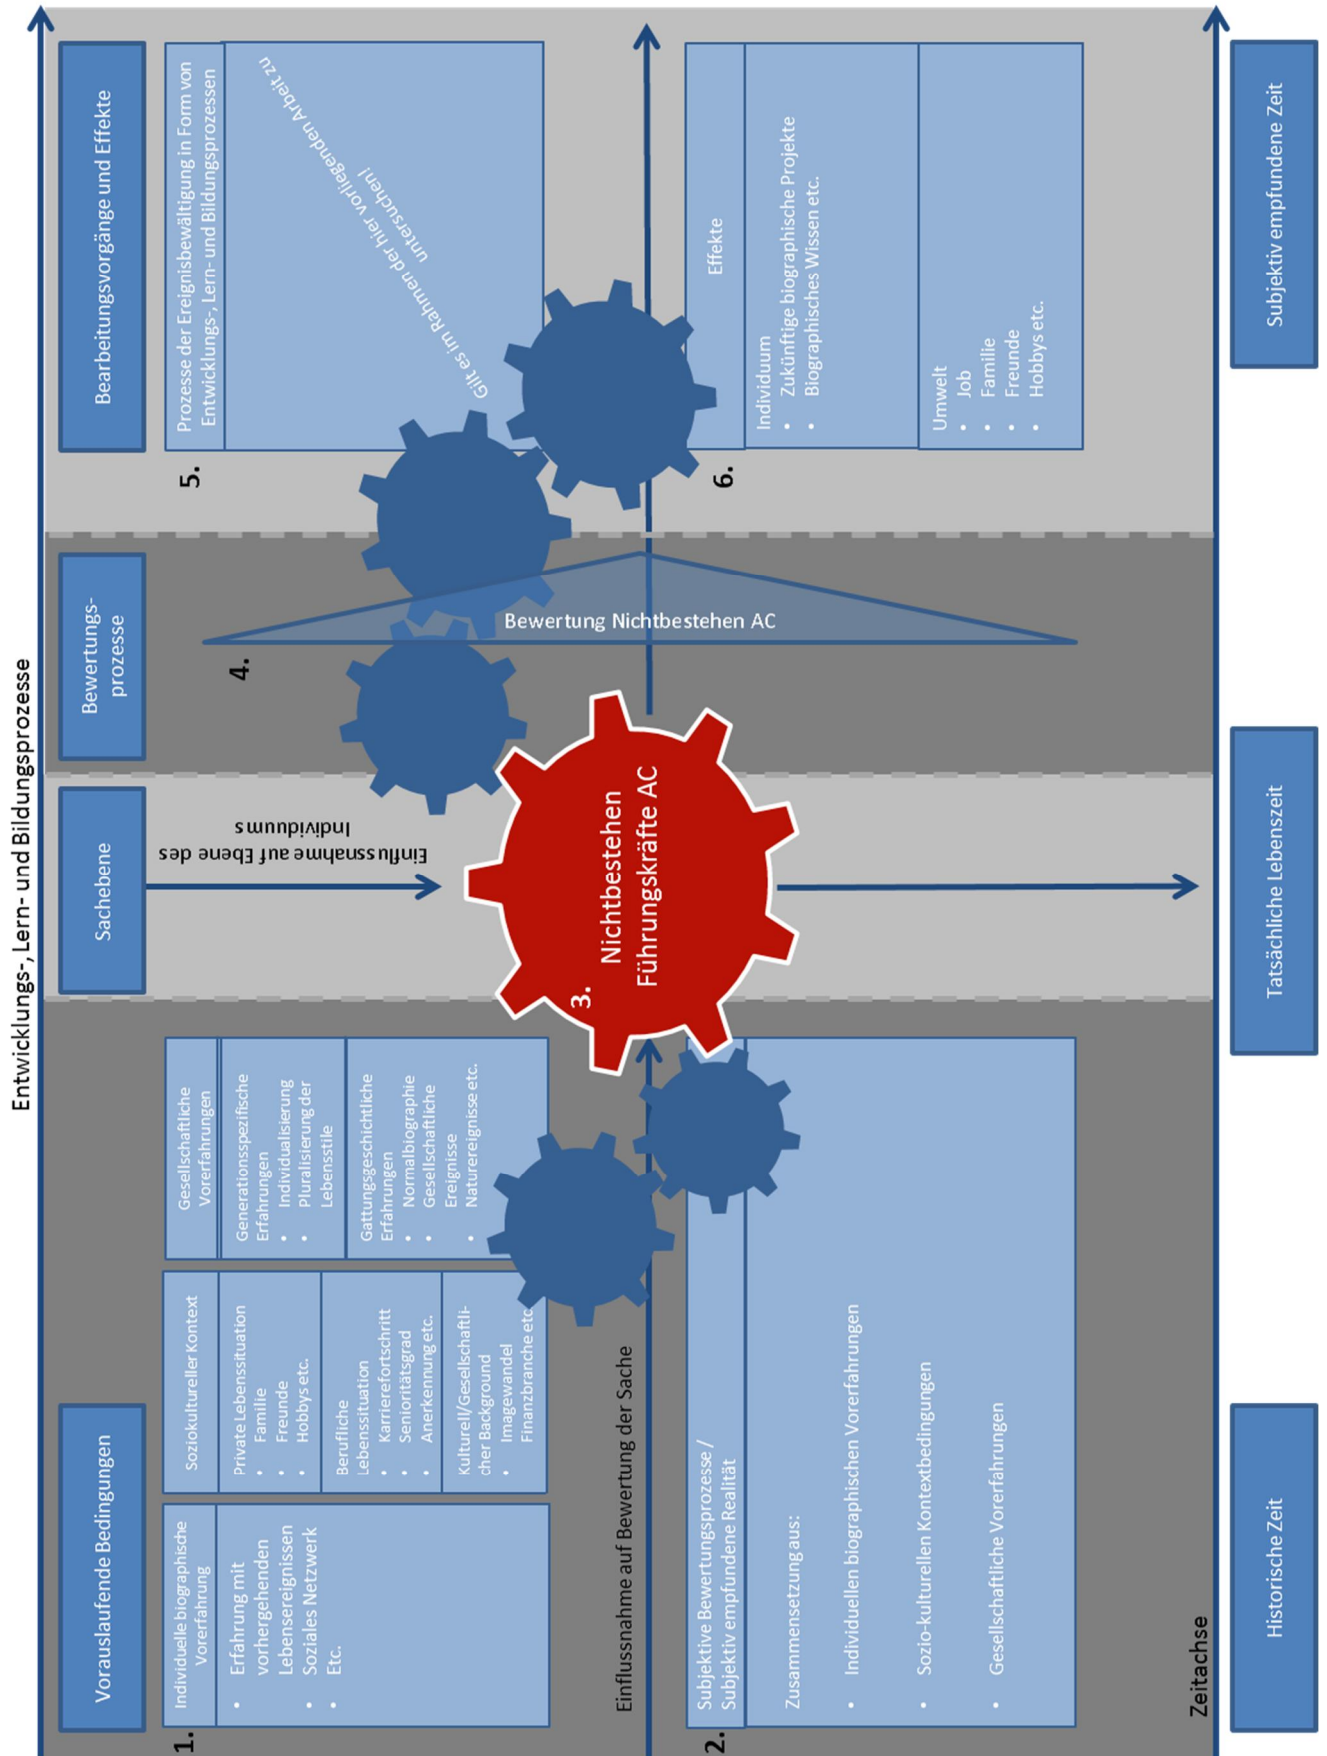 Entwicklungs-, Lern- und Bildungsprozesse
Vorauslaufende Bedingungen
Sachebene
Bewertungs-
prozesse
Bearbeitungsvorgänge und Effekte
1.
Individuelle biographische
Vorerfahrung
• Erfahrung mit
vorhergehenden
Lebensereignissen
• Soziales Netzwerk
• Etc.
Soziokultureller Kontext
Private Lebenssituation
• Familie
• Freunde
• Hobbys etc.
Berufliche
Lebenssituation
• Karrierefortschritt
• Senioritätsgrad
• Anerkennung etc.
Kulturell/Gesellschaftli-
cher Background
• Imagewandel
Finanzbranche etc
Gesellschaftliche
Vorerfahrungen
Generationsspezifische
Erfahrungen
• Individualisierung
• Pluralisierung der
Lebensstile
Gattungsgeschichtliche
Erfahrungen
• Normalbiographie
• Gesellschaftliche
Ereignisse
• Naturereignisse etc.
Einflussnahme auf Bewertung der Sache
2.
Subjektive Bewertungsprozesse /
Subjektiv empfundene Realität
Zusammensetzung aus:
• Individuellen biographischen Vorerfahrungen
• Sozio-kulturellen Kontextbedingungen
• Gesellschaftliche Vorerfahrungen
Einflussnahme auf Ebene des
Individuums
3.
Nichtbestehen
Führungskräfte AC
4.
Bewertung Nichtbestehen AC
5.
Prozesse der Ereignisbewältigung in Form von
Entwicklungs-, Lern- und Bildungsprozessen
Gilt es im Rahmen der hier vorliegenden Arbeit zu
untersuchen!
6.
Effekte
Individuum
• Zukünftige biographische Projekte
• Biographisches Wissen etc.
Umwelt
• Job
• Familie
• Freunde
• Hobbys etc.
Zeitachse
Historische Zeit
Tatsächliche Lebenszeit
Subjektiv empfundene Zeit